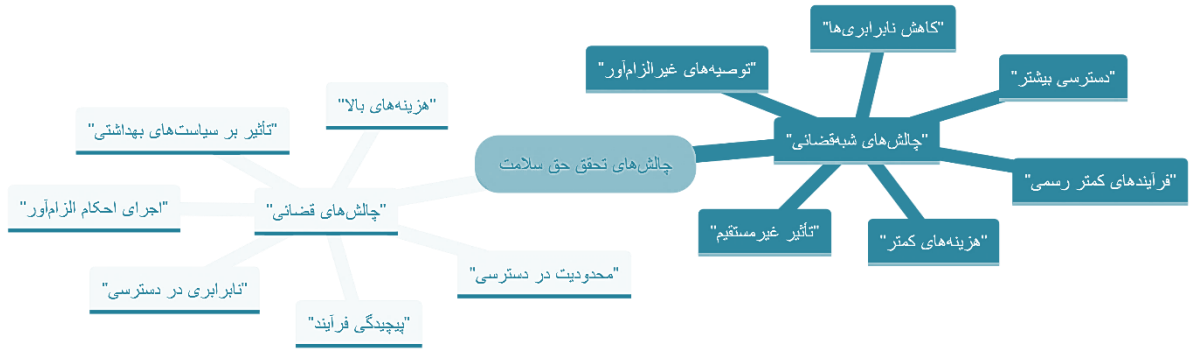 چالش‌های تحقق حق سلامت
"چالش‌های شبه‌قضائی"
"کاهش نابرابری‌ها"
"دسترسی بیشتر"
"فرآیندهای کمتر رسمی"
"هزینه‌های کمتر"
"تأثیر غیرمستقیم"
"توصیه‌های غیرالزام‌آور"
"چالش‌های قضائی"
"هزینه‌های بالا"
"تأثیر بر سیاست‌های بهداشتی"
"اجرای احکام الزام‌آور"
"نابرابری در دسترسی"
"پیچیدگی فرآیند"
"محدودیت در دسترسی"